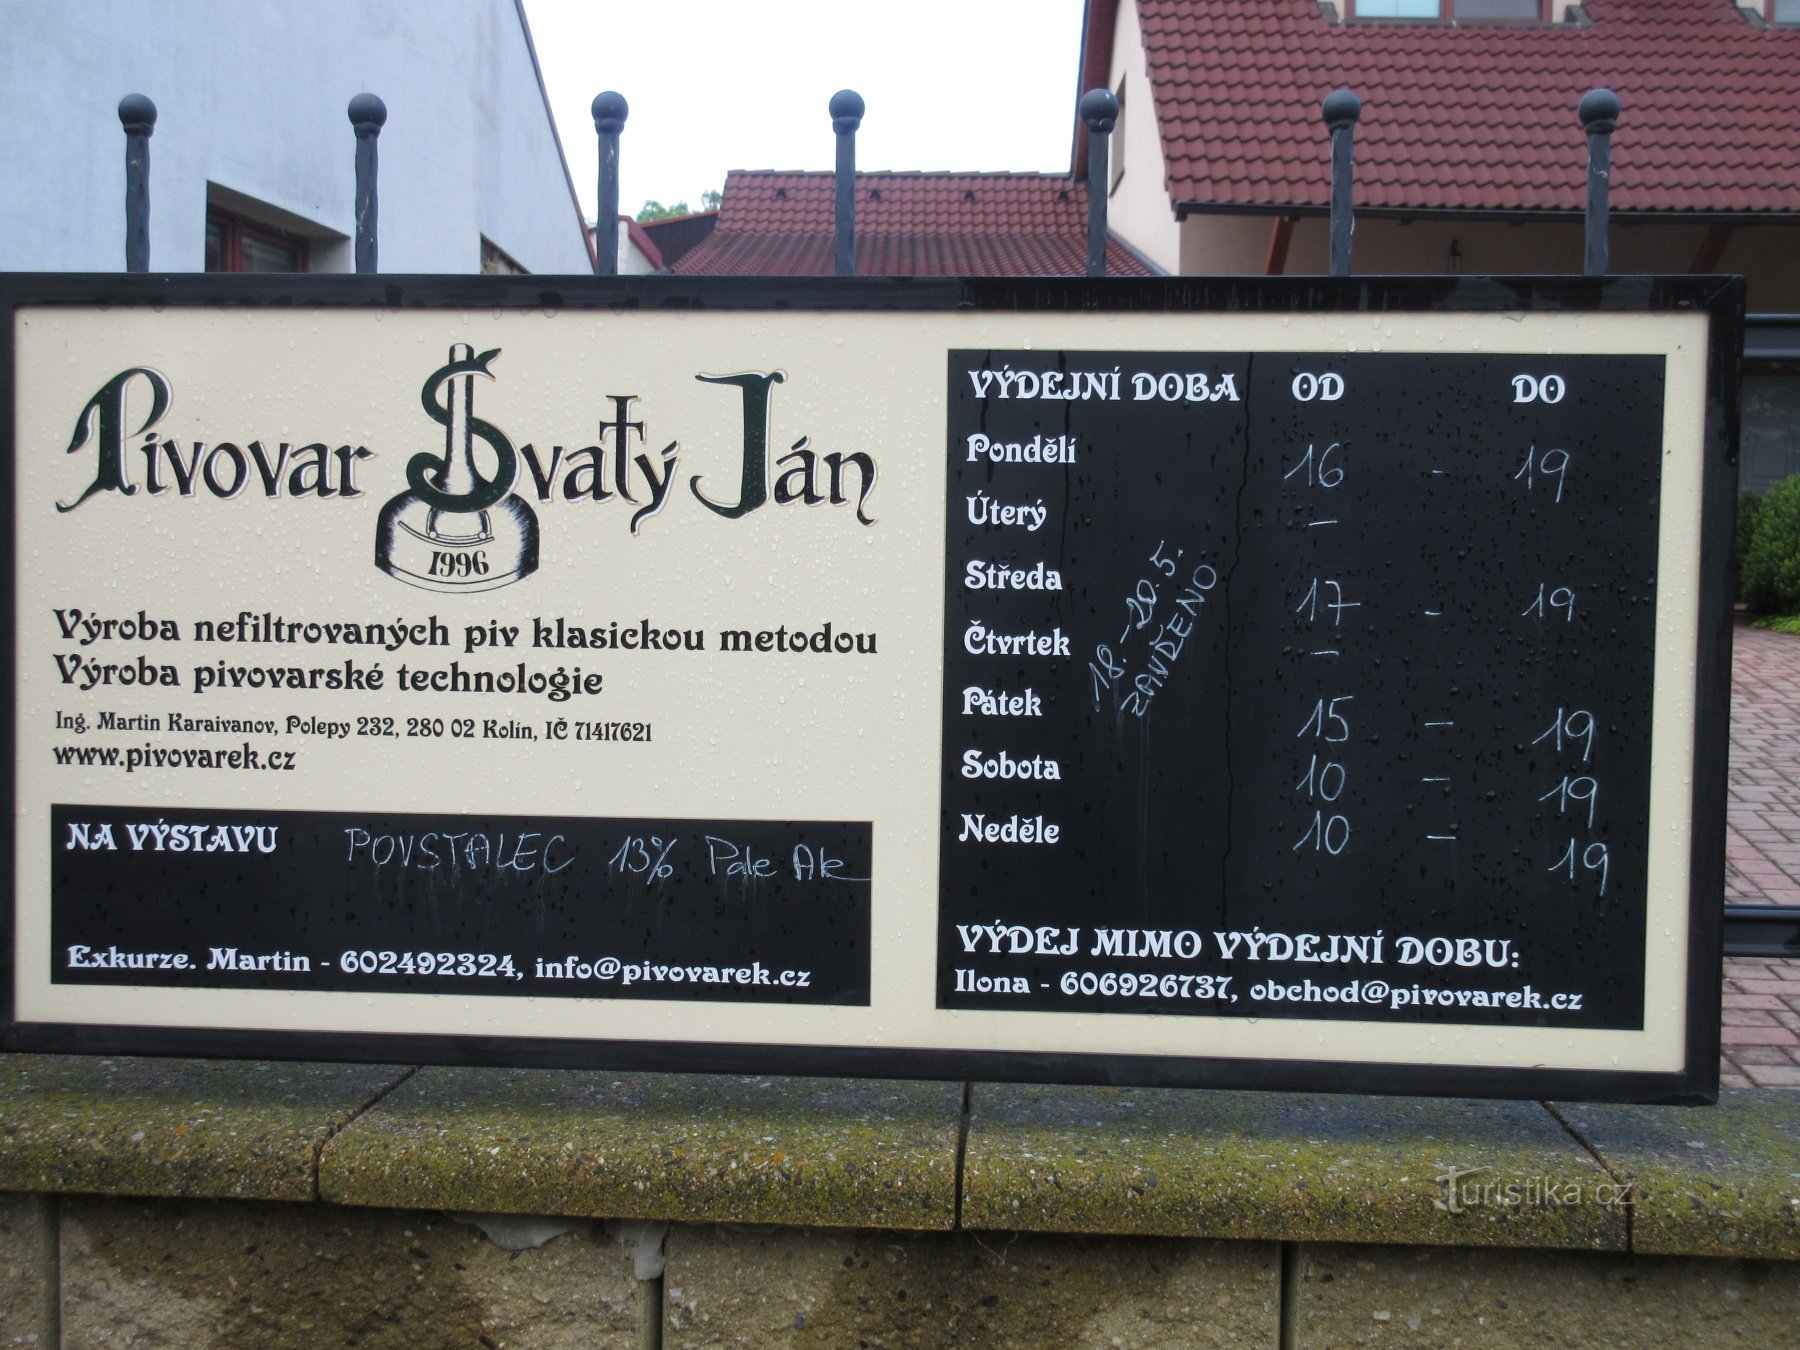 Pivovar Svatý Ján
1996
Výroba nefiltrovaných piv klasickou metodou
Výroba pivovarské technologie
Ing. Martin Karaivanov, Polepy 232, 280 02 Kolín, IČ 71417621
www.pivovarek.cz
NA VÝSTAVU POVSTALEC 13% Pale Ale
Exkurze. Martin - 602492324, info@pivovarek.cz
VÝDEJNÍ DOBA OD DO
Pondělí 16 - 19
Úterý —
Středa 17 - 19
Čtvrtek —
Pátek 15 - 19
Sobota 10 - 19
Neděle 10 - 19
18. - 20. 5.
ZAVŘENO
VÝDEJ MIMO VÝDEJNÍ DOBU:
Ilona - 606926737, obchod@pivovarek.cz
Turistika.cz